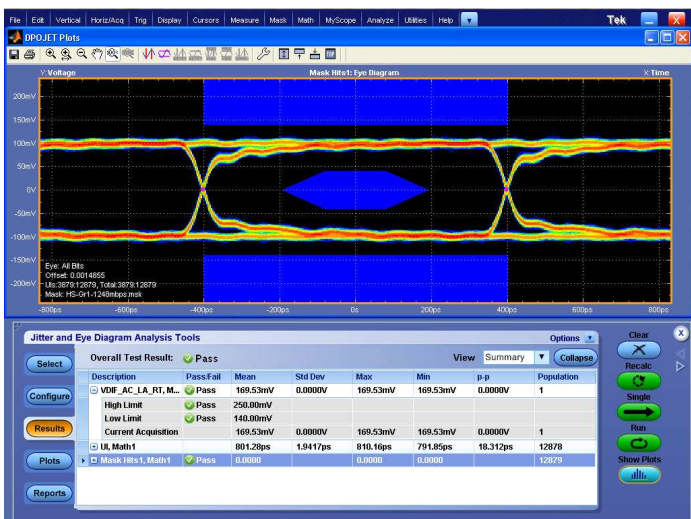 File Edit Vertical Horiz/Acq Trig Display Cursors Measure Mask Math MyScope Analyze Utilities Help Tek
DPOJET Plots
Y:Voltage Mask Hits1: Eye Diagram X:Time
200mV
150mV
100mV
50mV
0V
-50mV
-100mV
-150mV
-200mV
Eye: All Bits
Offset: 0.0014855
UIs:3879:12879, Total:3879:12879
Mask: HS-Gr1-1248mbps.msk
-800ps -600ps -400ps -200ps 0s 200ps 400ps 600ps 800ps
Jitter and Eye Diagram Analysis Tools Options Clear X
Select Overall Test Result: Pass View Summary Collapse Recalc
Description Pass/Fail Mean Std Dev Max Min p-p Population
VDIF_AC_LA_RT, M... Pass 169.53mV 0.0000V 169.53mV 169.53mV 0.0000V 1
Configure High Limit Pass 250.00mV Single
Low Limit Pass 140.00mV
Results Current Acquisition 169.53mV 0.0000V 169.53mV 169.53mV 0.0000V 1 Run
UI, Math1 801.28ps 1.9417ps 810.16ps 791.85ps 18.312ps 12878
Plots Mask Hits1, Math1 Pass 0.0000 0.0000 0.0000 12879 Show Plots
Reports